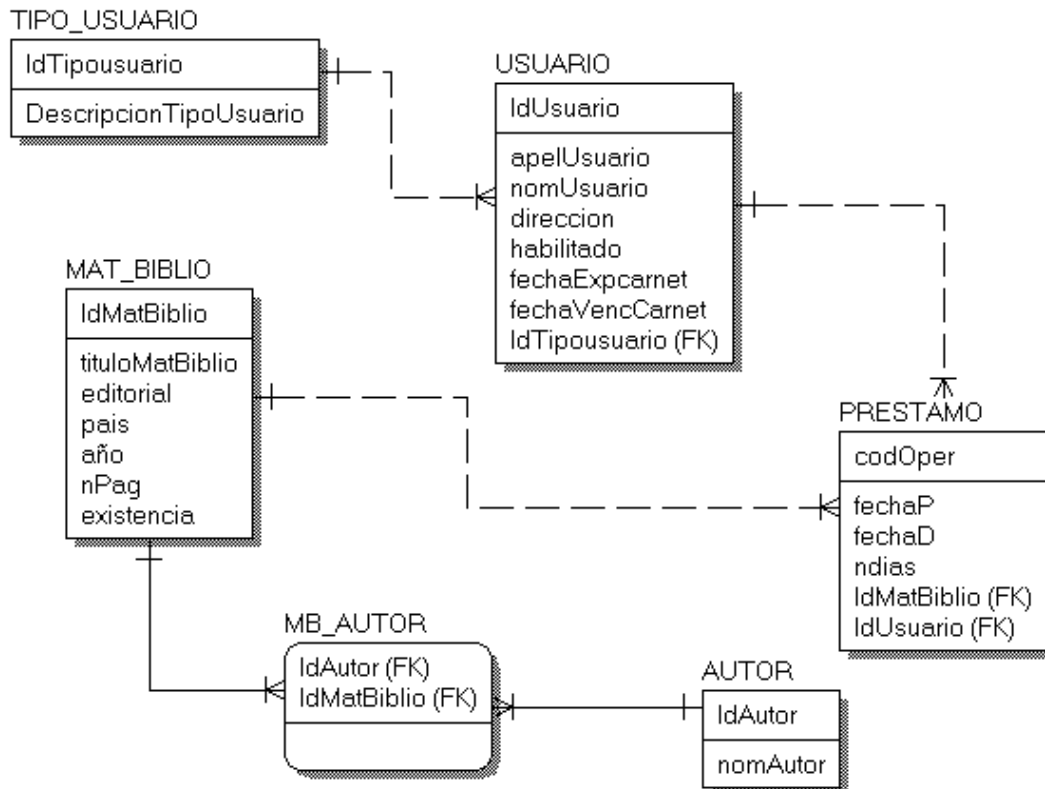 TIPO_USUARIO
IdTipousuario
DescripcionTipoUsuario
USUARIO
IdUsuario
apelUsuario
nomUsuario
direccion
habilitado
fechaExpcarnet
fechaVencCarnet
IdTipousuario (FK)
MAT_BIBLIO
IdMatBiblio
tituloMatBiblio
editorial
pais
año
nPag
existencia
PRESTAMO
codOper
fechaP
fechaD
ndias
IdMatBiblio (FK)
IdUsuario (FK)
MB_AUTOR
IdAutor (FK)
IdMatBiblio (FK)
AUTOR
IdAutor
nomAutor